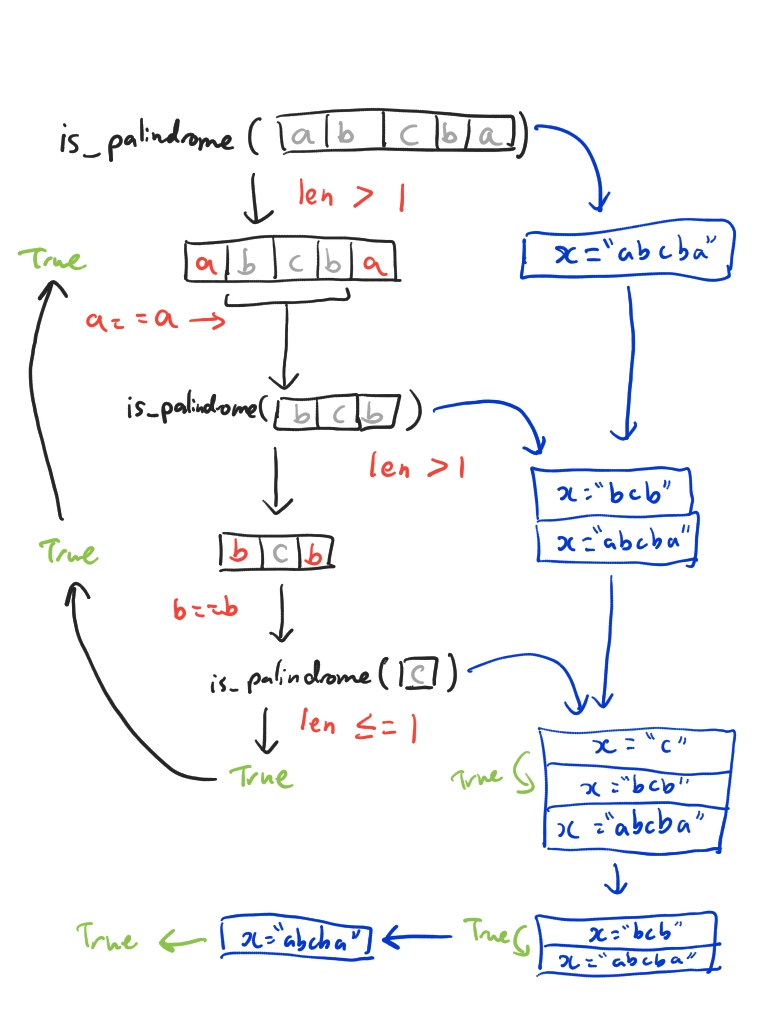 is_palindrome ( a b c b a )
len > 1
x = "abcba"
a b c b a
True
a = = a →
is_palindrome( b c b )
len > 1
x = "bcb"
x = "abcba"
b c b
True
b = = b
is_palindrome ( c )
len ≤ = 1
True
x = "c"
True
x = "bcb"
x = "abcba"
True ← x = "abcba" ← True x = "bcb"
x = "abcba"